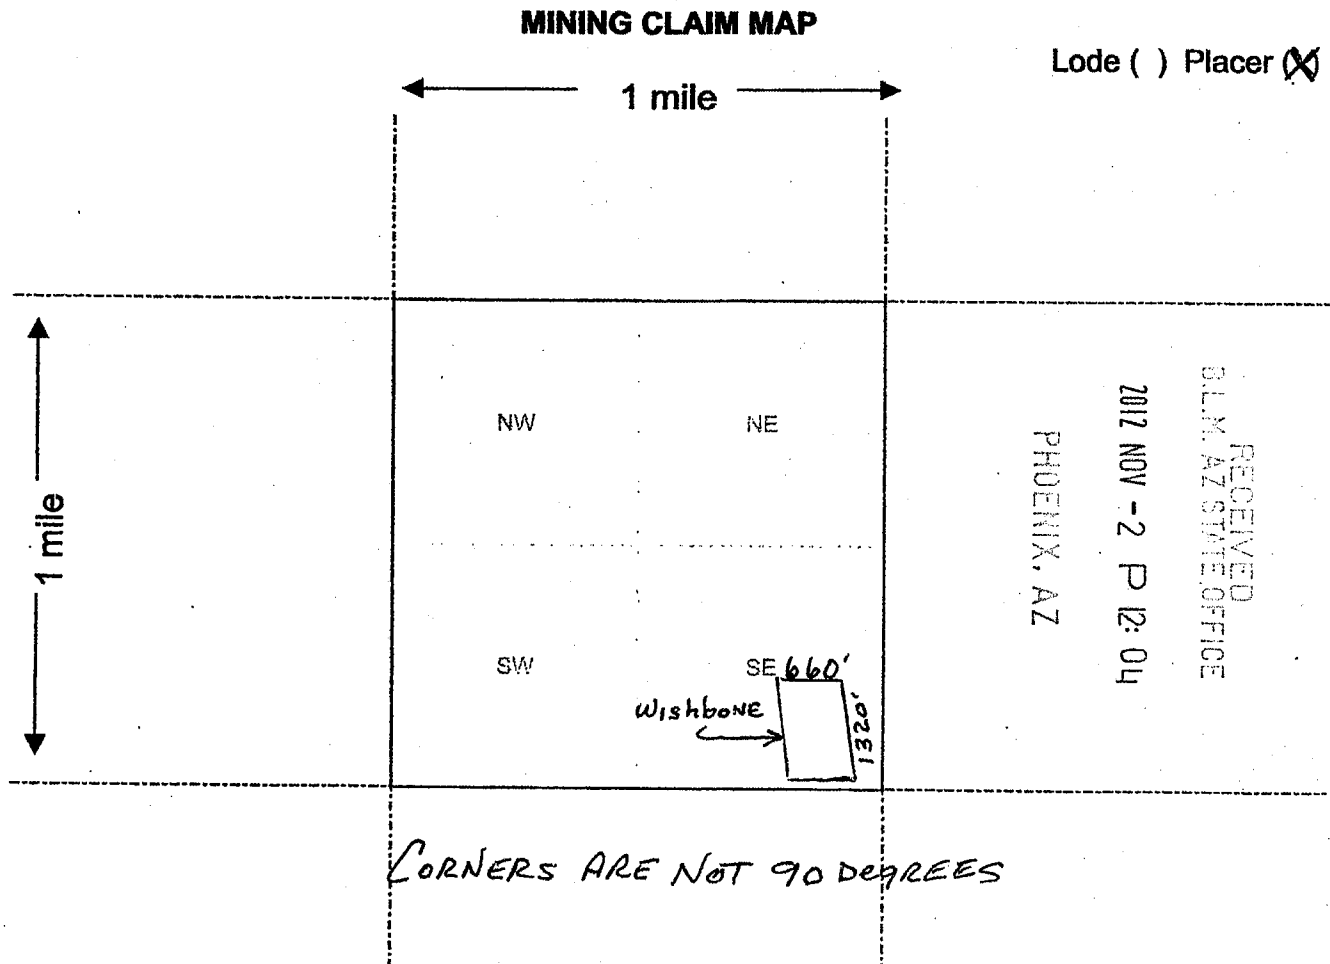 MINING CLAIM MAP
Lode ( ) Placer (X)
1 mile
1 mile
NW
NE
SW
SE
660'
1320'
WishboNE
CORNERS ARE NOT 90 DegREES
RECEIVED
B.L.M. AZ STATE OFFICE
2012 NOV -2 P 12: 04
PHOENIX, AZ